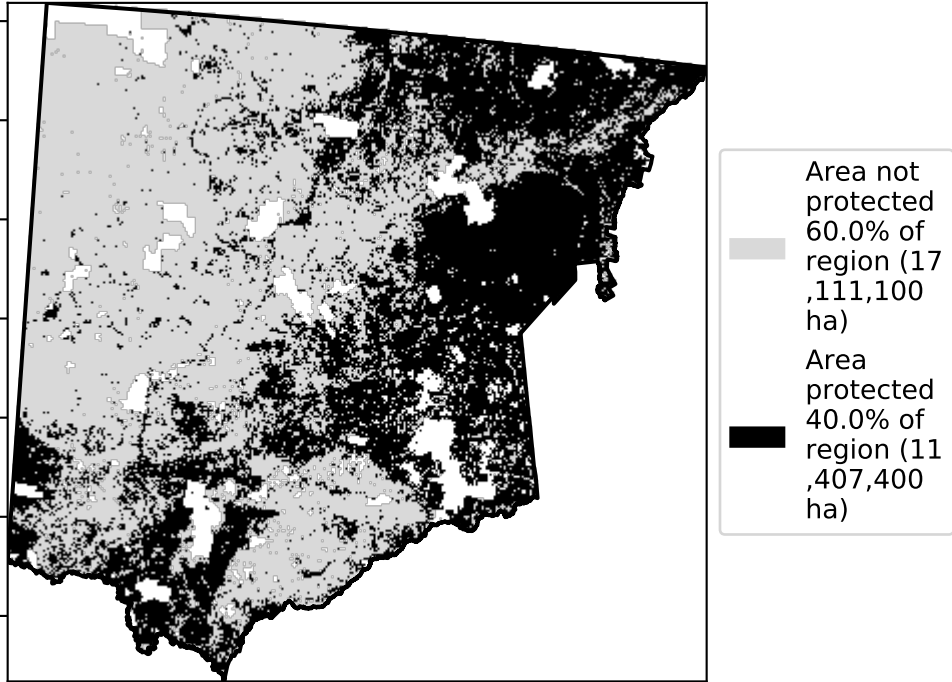 Area not
protected
60.0% of
region (17
,111,100
ha)
Area
protected
40.0% of
region (11
,407,400
ha)